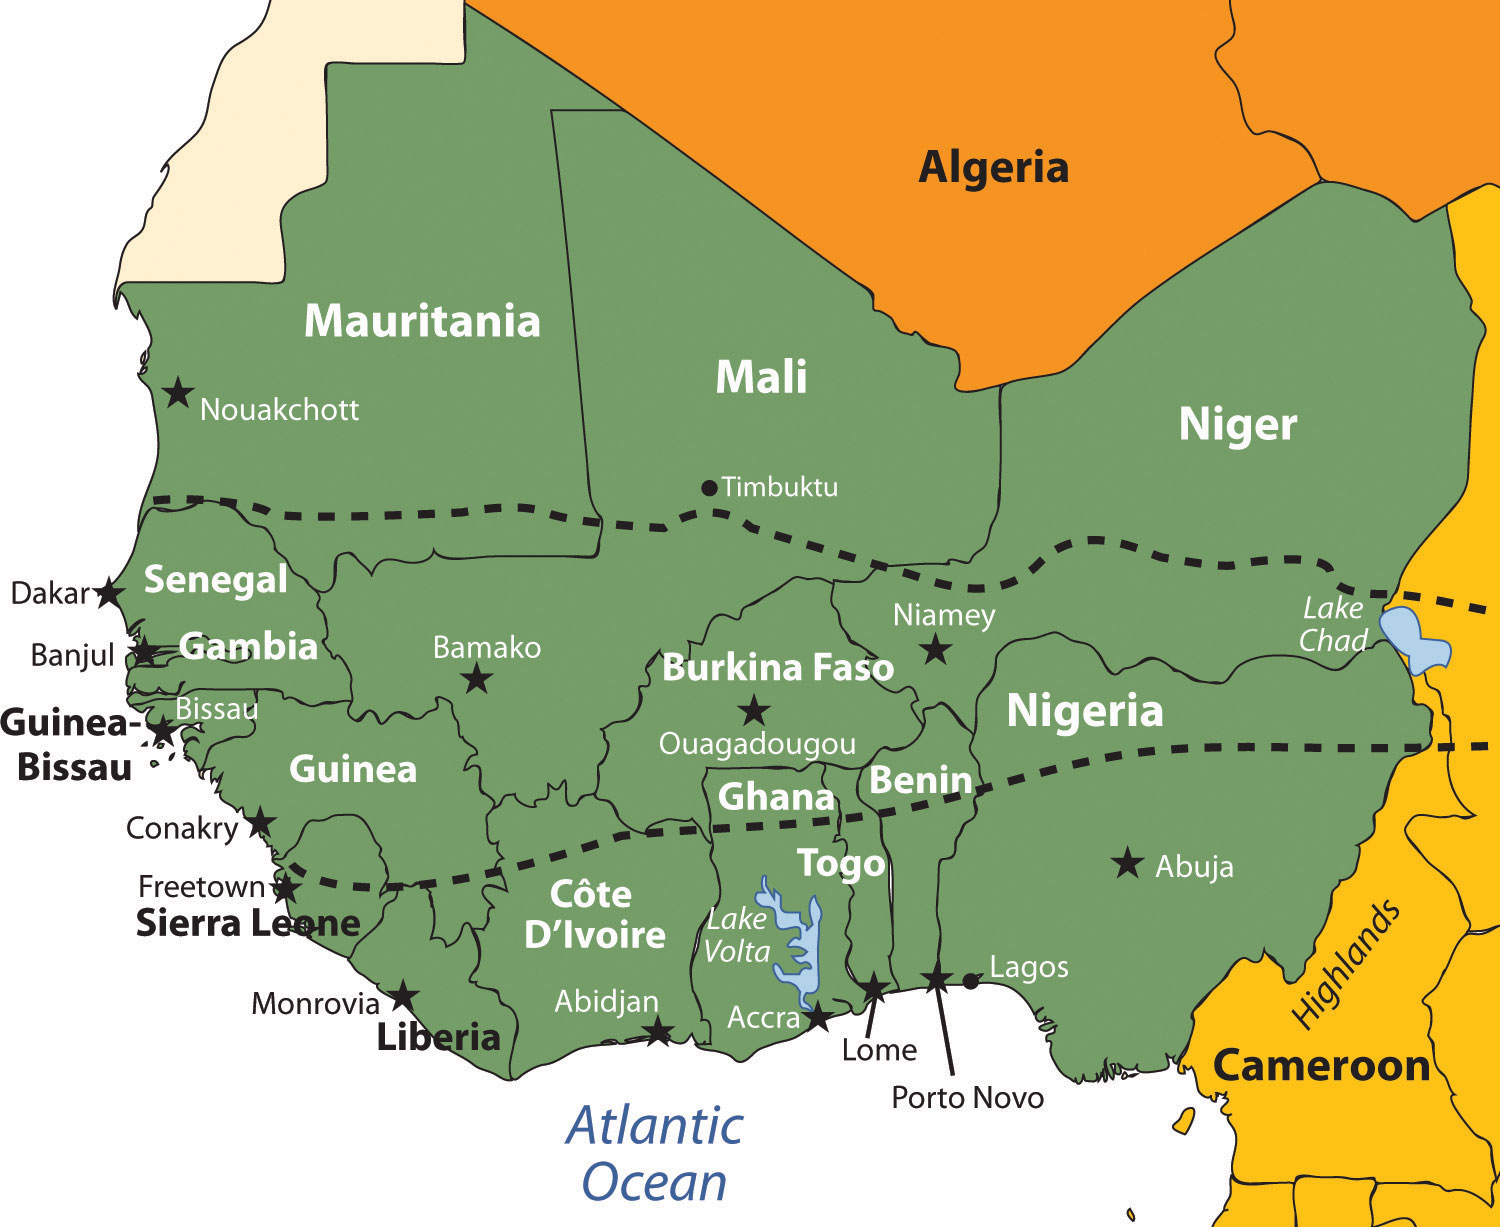 Algeria
Mauritania
Mali
Niger
Nouakchott
Timbuktu
Senegal
Dakar
Niamey
Lake
Chad
Gambia
Banjul
Bamako
Burkina Faso
Bissau
Guinea-
Bissau
Nigeria
Ouagadougou
Guinea
Ghana
Benin
Conakry
Togo
Abuja
Freetown
Sierra Leone
Côte
D’Ivoire
Lake
Volta
Highlands
Lagos
Monrovia
Liberia
Abidjan
Accra
Lome
Porto Novo
Cameroon
Atlantic
Ocean